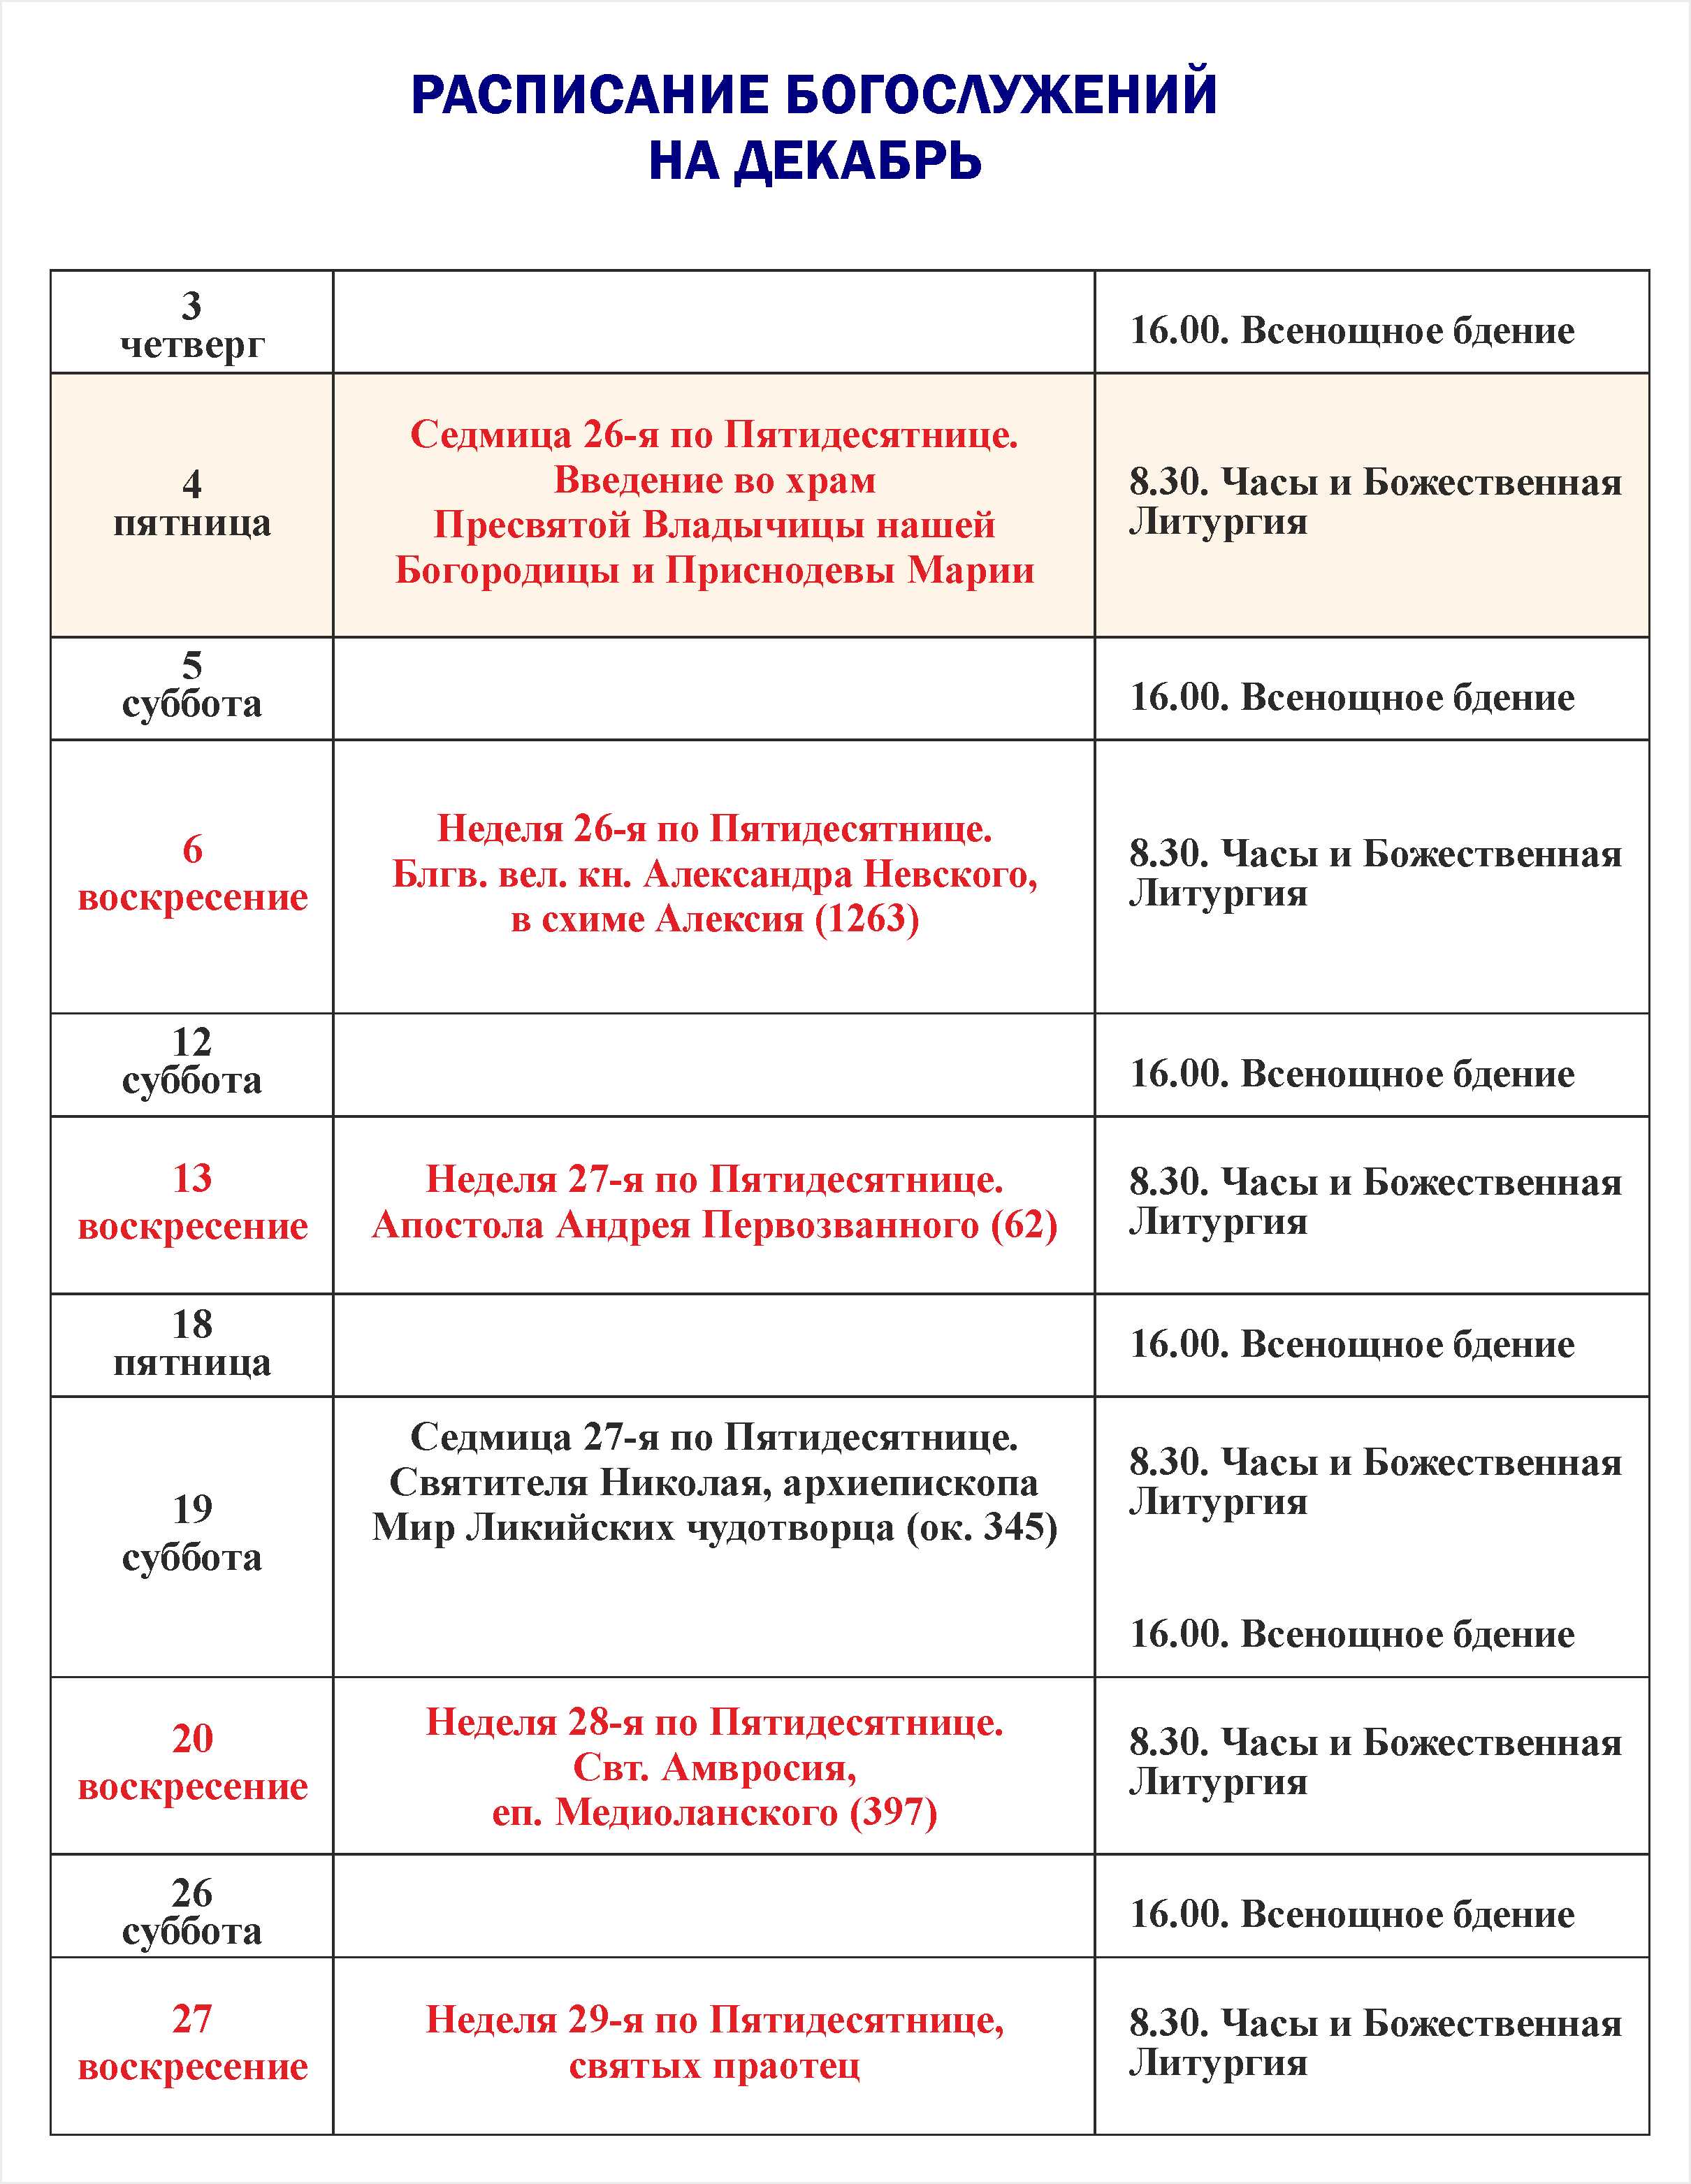 РАСПИСАНИЕ БОГОСЛУЖЕНИЙ
НА ДЕКАБРЬ
3
четверг
16.00. Всенощное бдение
4
пятница
Седмица 26-я по Пятидесятнице.
Введение во храм
Пресвятой Владычицы нашей
Богородицы и Приснодевы Марии
8.30. Часы и Божественная
Литургия
5
суббота
16.00. Всенощное бдение
6
воскресение
Неделя 26-я по Пятидесятнице.
Блгв. вел. кн. Александра Невского,
в схиме Алексия (1263)
8.30. Часы и Божественная
Литургия
12
суббота
16.00. Всенощное бдение
13
воскресение
Неделя 27-я по Пятидесятнице.
Апостола Андрея Первозванного (62)
8.30. Часы и Божественная
Литургия
18
пятница
16.00. Всенощное бдение
19
суббота
Седмица 27-я по Пятидесятнице.
Святителя Николая, архиепископа
Мир Ликийских чудотворца (ок. 345)
8.30. Часы и Божественная
Литургия
16.00. Всенощное бдение
20
воскресение
Неделя 28-я по Пятидесятнице.
Свт. Амвросия,
еп. Медиоланского (397)
8.30. Часы и Божественная
Литургия
26
суббота
16.00. Всенощное бдение
27
воскресение
Неделя 29-я по Пятидесятнице,
святых праотец
8.30. Часы и Божественная
Литургия